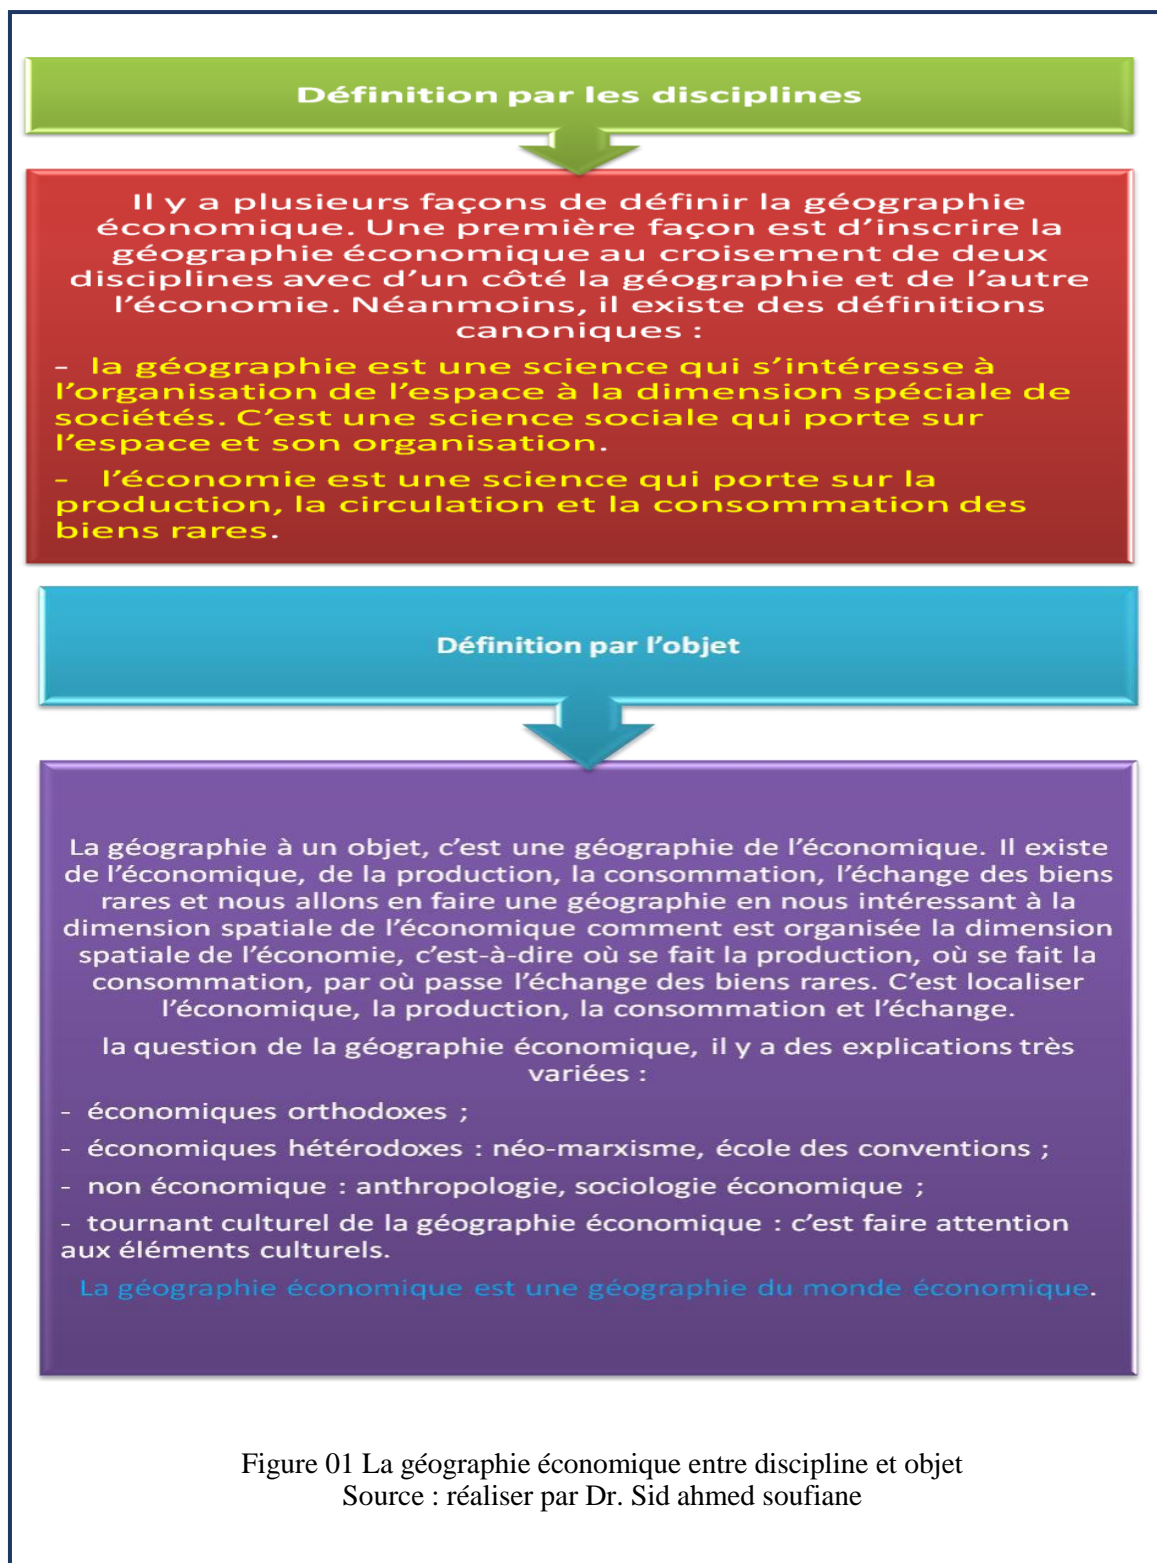 Définition par les disciplines
Il y a plusieurs façons de définir la géographie
économique. Une première façon est d’inscrire la
géographie économique au croisement de deux
disciplines avec d’un côté la géographie et de l’autre
l’économie. Néanmoins, il existe des définitions
canoniques :
- la géographie est une science qui s’intéresse à
l’organisation de l’espace à la dimension spéciale de
sociétés. C’est une science sociale qui porte sur
l’espace et son organisation.
- l’économie est une science qui porte sur la
production, la circulation et la consommation des
biens rares.
Définition par l’objet
La géographie à un objet, c’est une géographie de l’économique. Il existe
de l’économique, de la production, la consommation, l’échange des biens
rares et nous allons en faire une géographie en nous intéressant à la
dimension spatiale de l’économique comment est organisée la dimension
spatiale de l’économie, c’est-à-dire où se fait la production, où se fait la
consommation, par où passe l’échange des biens rares. C’est localiser
l’économique, la production, la consommation et l’échange.
la question de la géographie économique, il y a des explications très
variées :
- économiques orthodoxes ;
- économiques hétérodoxes : néo-marxisme, école des conventions ;
- non économique : anthropologie, sociologie économique ;
- tournant culturel de la géographie économique : c’est faire attention
aux éléments culturels.
La géographie économique est une géographie du monde économique.
Figure 01 La géographie économique entre discipline et objet
Source : réaliser par Dr. Sid ahmed soufiane